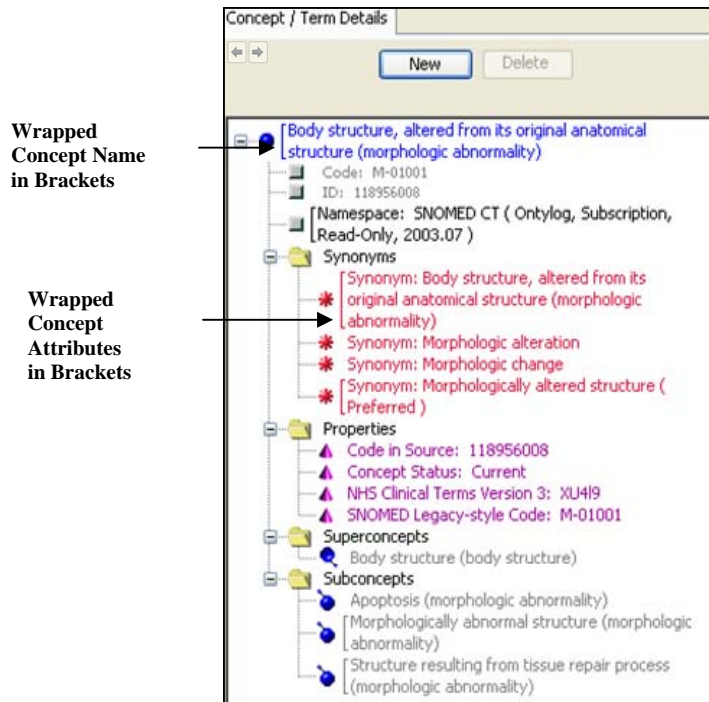 Concept / Term Details
New
Delete
Wrapped
Concept Name
in Brackets
Body structure, altered from its original anatomical
structure (morphologic abnormality)
Code: M-01001
ID: 118956008
Namespace: SNOMED CT ( Ontylog, Subscription,
Read-Only, 2003.07 )
Synonyms
Wrapped
Concept
Attributes
in Brackets
Synonym: Body structure, altered from its
original anatomical structure (morphologic
abnormality)
Synonym: Morphologic alteration
Synonym: Morphologic change
Synonym: Morphologically altered structure (
Preferred )
Properties
Code in Source: 118956008
Concept Status: Current
NHS Clinical Terms Version 3: XU4l9
SNOMED Legacy-style Code: M-01001
Superconcepts
Body structure (body structure)
Subconcepts
Apoptosis (morphologic abnormality)
Morphologically abnormal structure (morphologic
abnormality)
Structure resulting from tissue repair process
(morphologic abnormality)